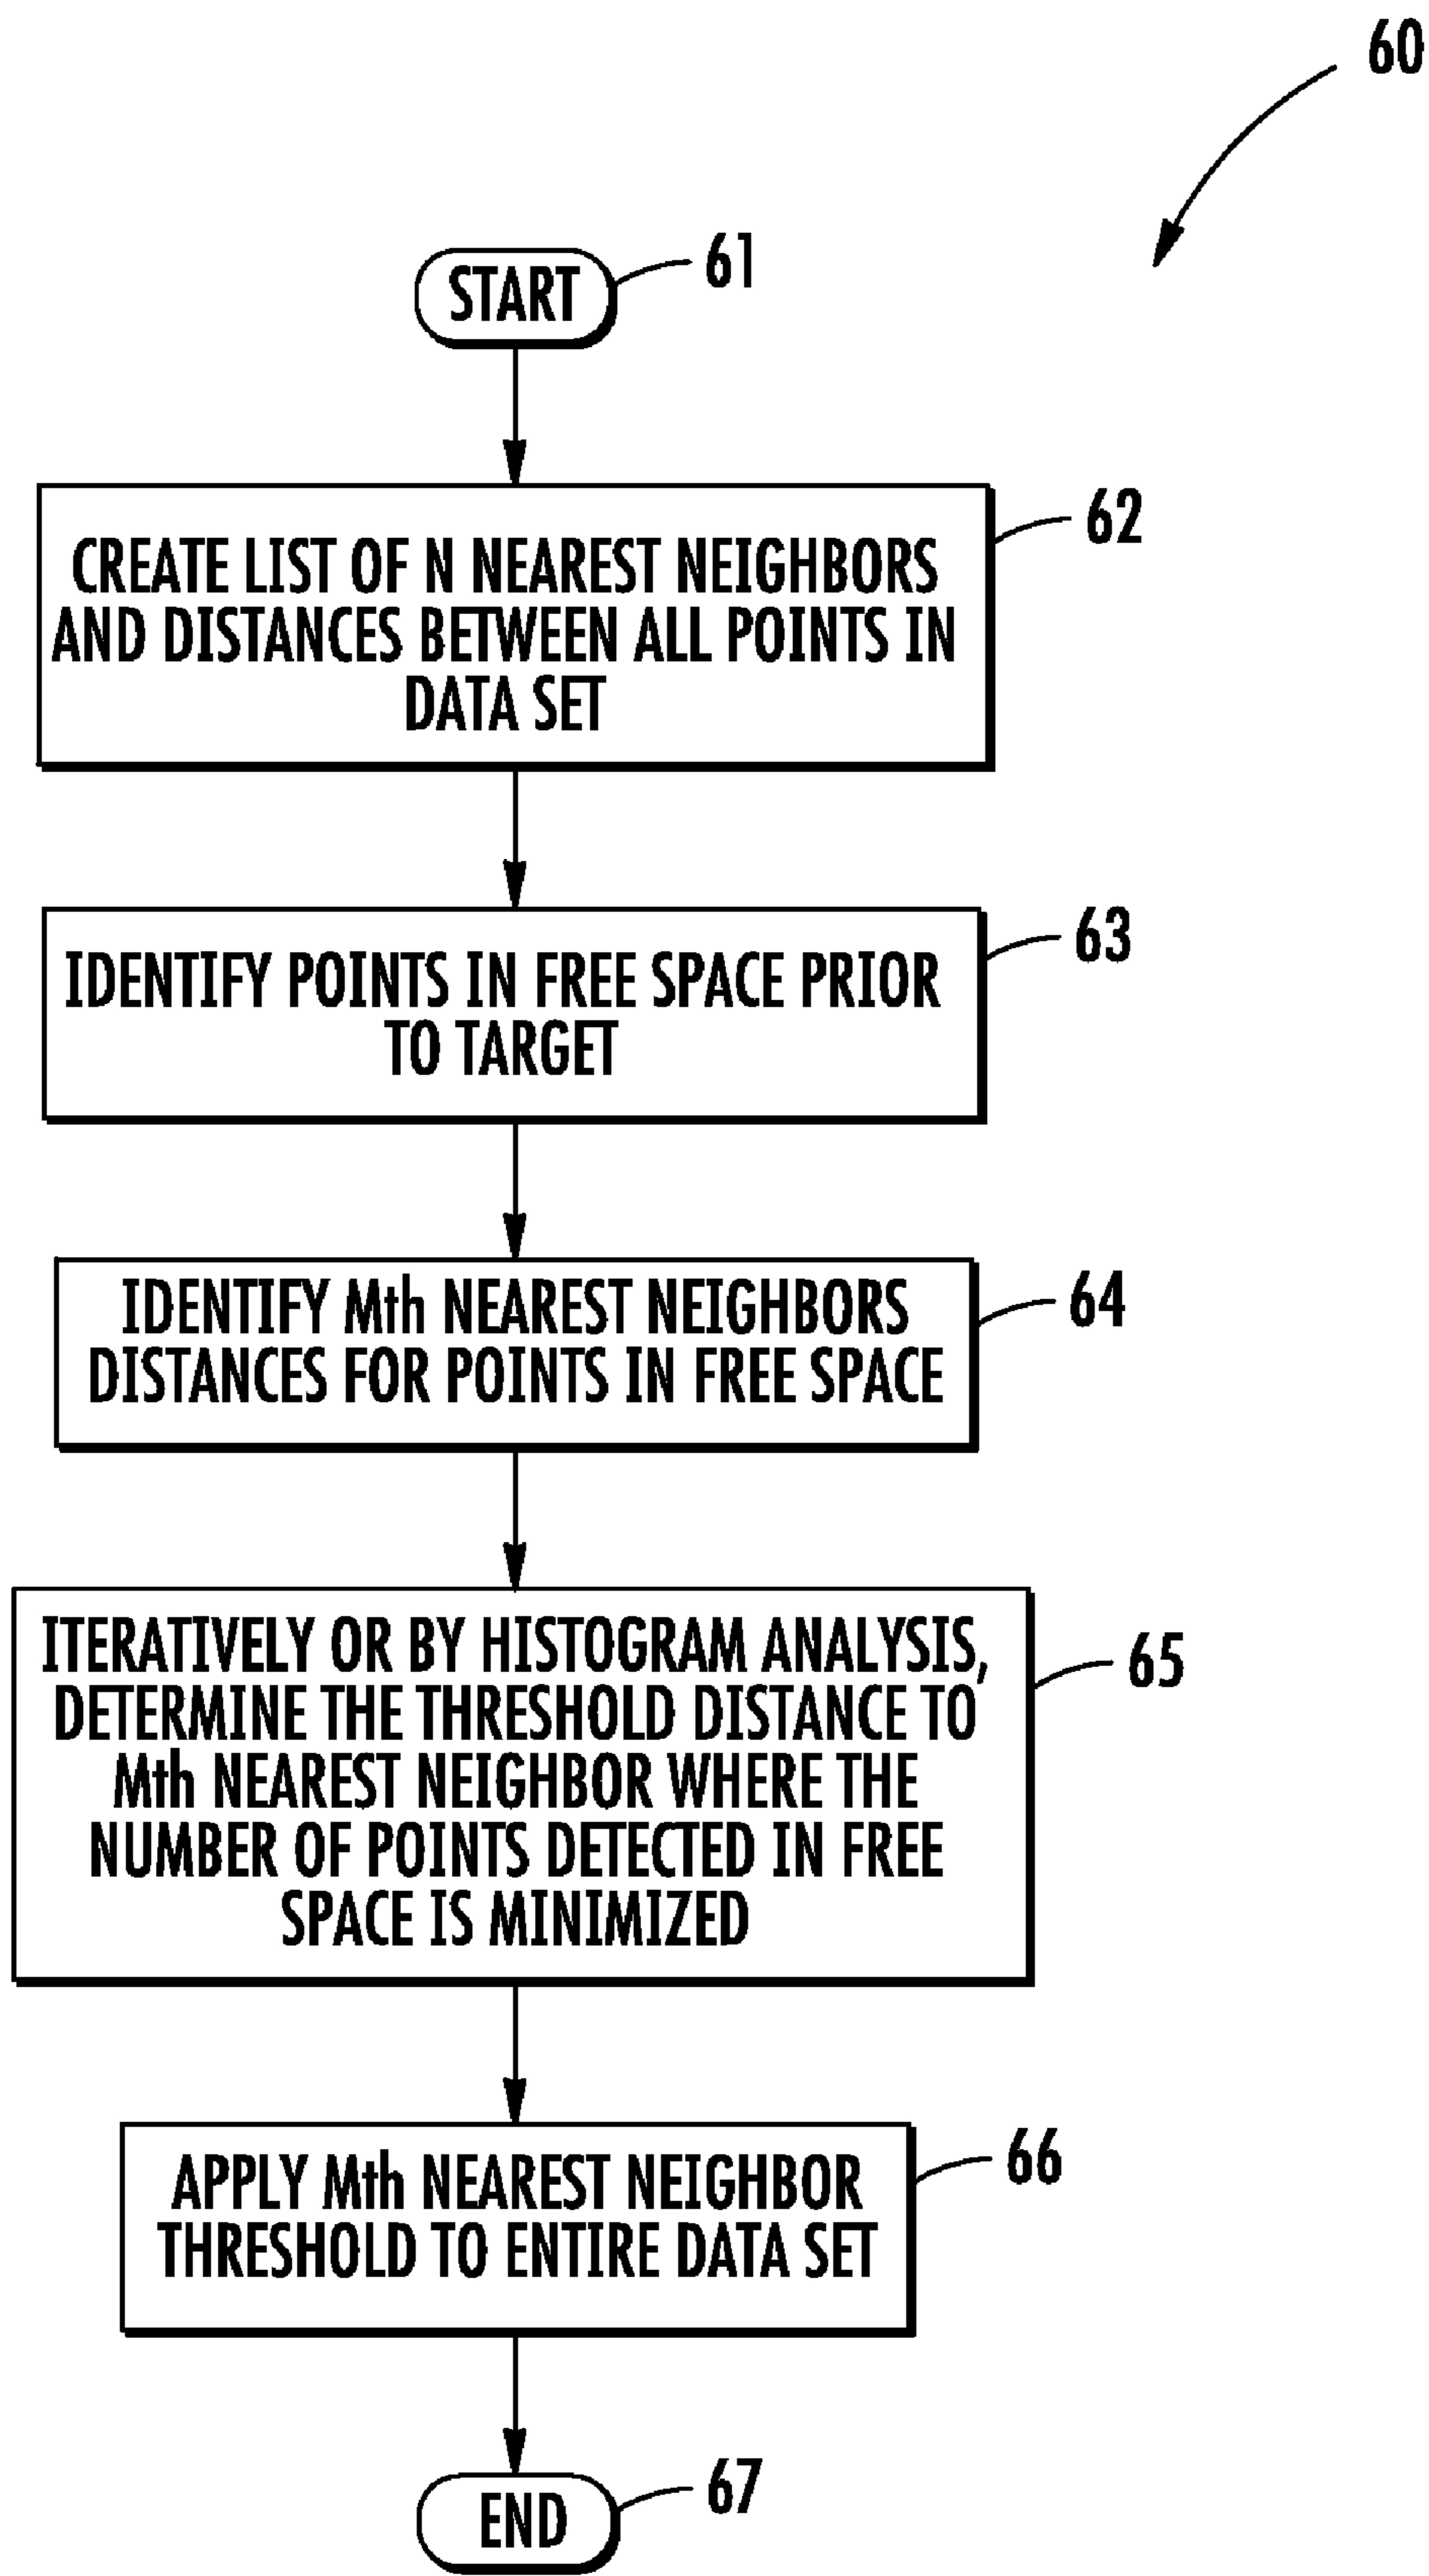 60
START
61
CREATE LIST OF N NEAREST NEIGHBORS
AND DISTANCES BETWEEN ALL POINTS IN
DATA SET
62
IDENTIFY POINTS IN FREE SPACE PRIOR
TO TARGET
63
IDENTIFY Mth NEAREST NEIGHBORS
DISTANCES FOR POINTS IN FREE SPACE
64
ITERATIVELY OR BY HISTOGRAM ANALYSIS,
DETERMINE THE THRESHOLD DISTANCE TO
Mth NEAREST NEIGHBOR WHERE THE
NUMBER OF POINTS DETECTED IN FREE
SPACE IS MINIMIZED
65
APPLY Mth NEAREST NEIGHBOR
THRESHOLD TO ENTIRE DATA SET
66
END
67